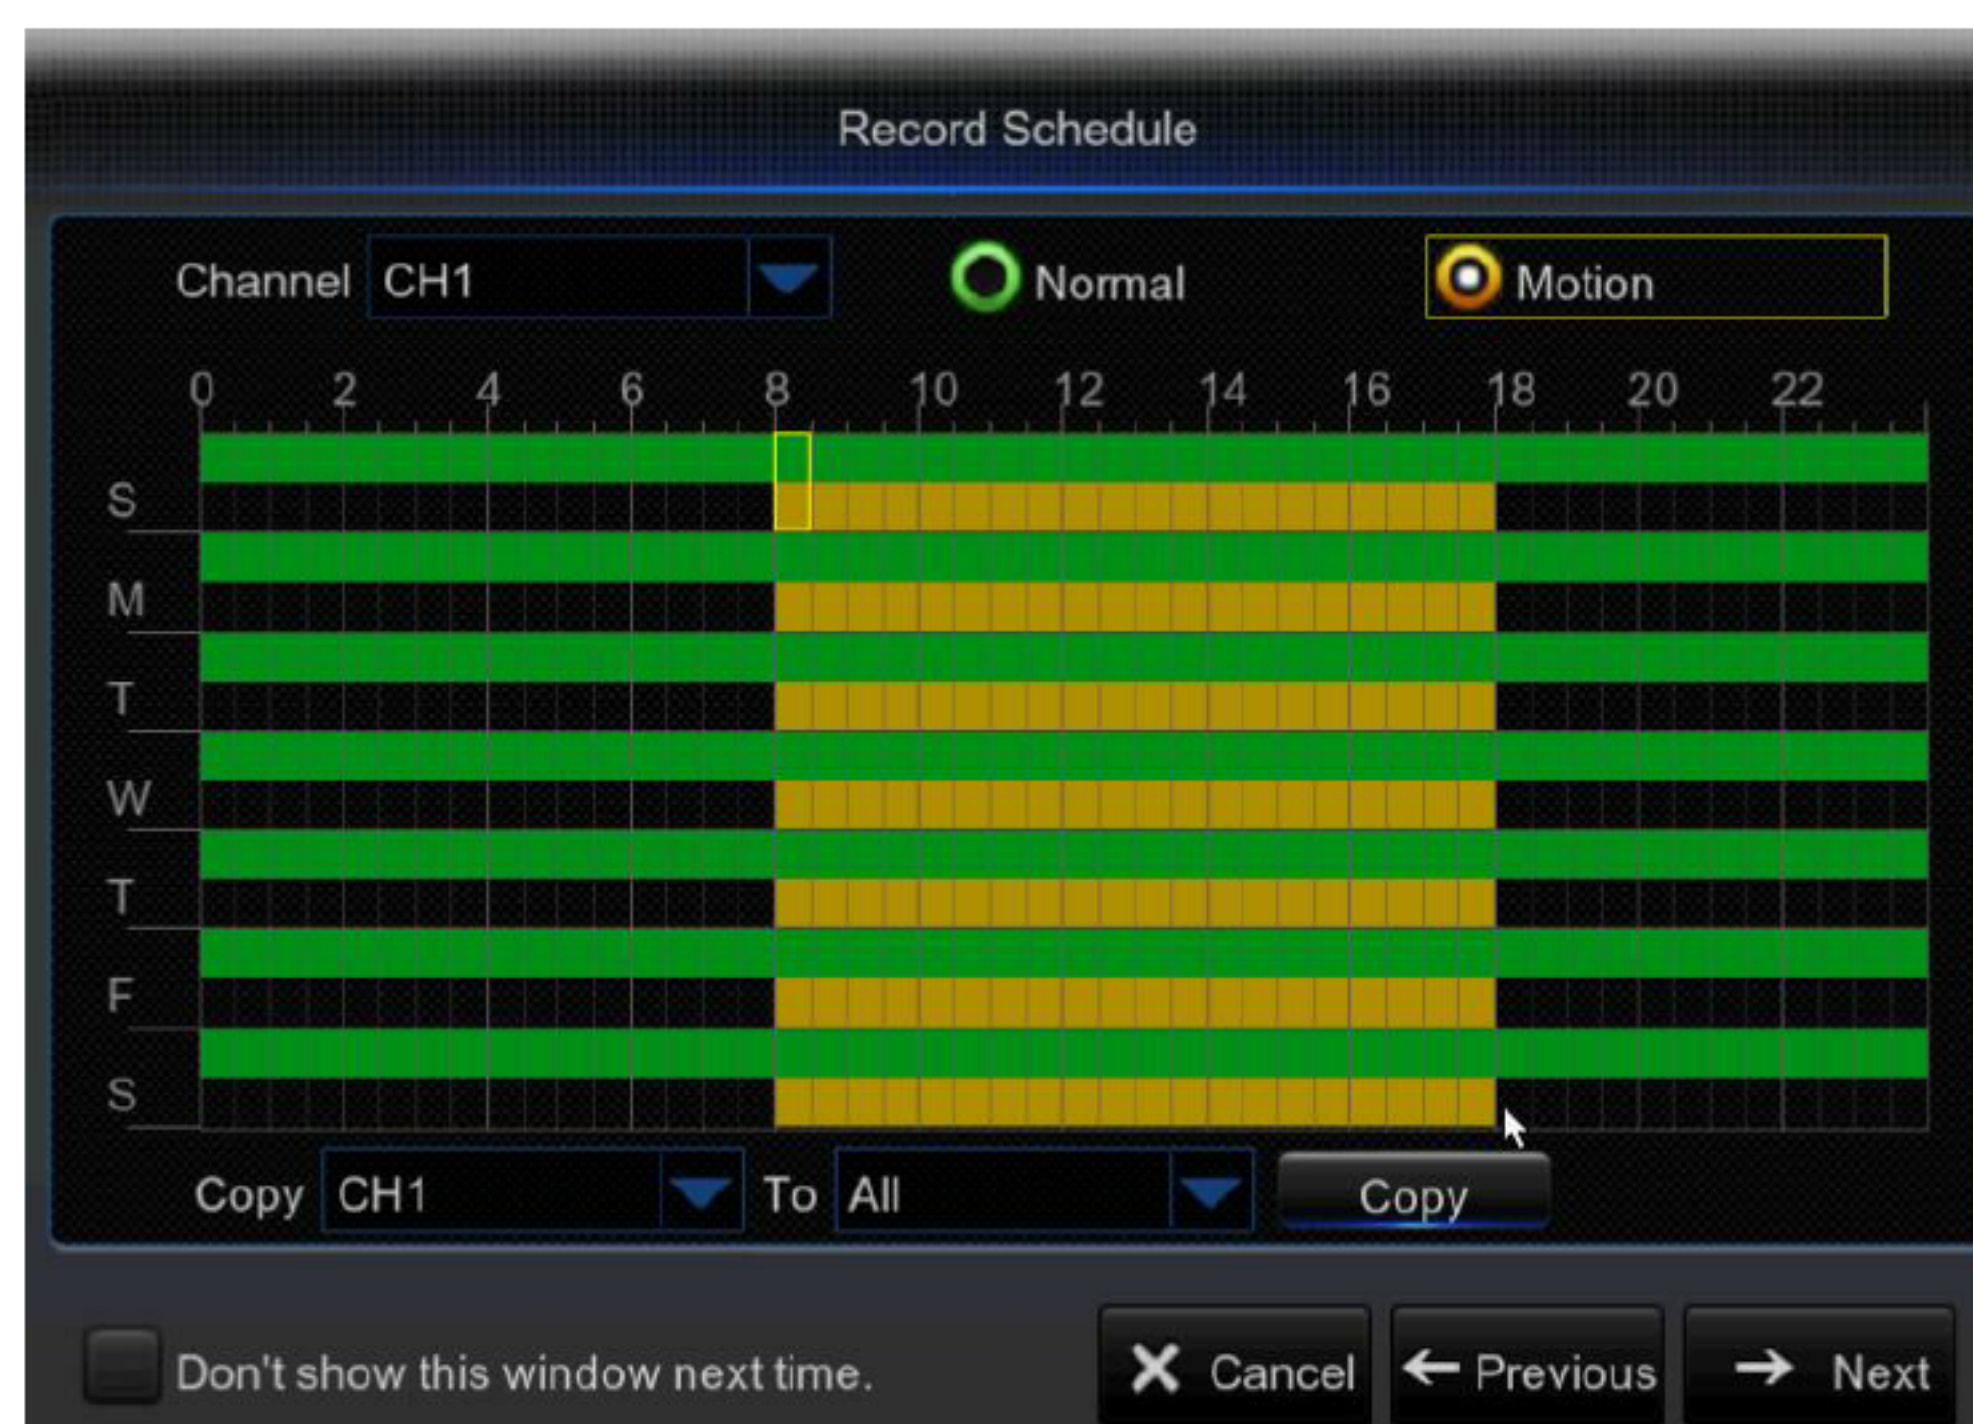 Record Schedule
Channel CH1 Normal Motion
0 2 4 6 8 10 12 14 16 18 20 22
S
M
T
W
T
F
S
Copy CH1 To All Copy
Don't show this window next time. Cancel Previous Next